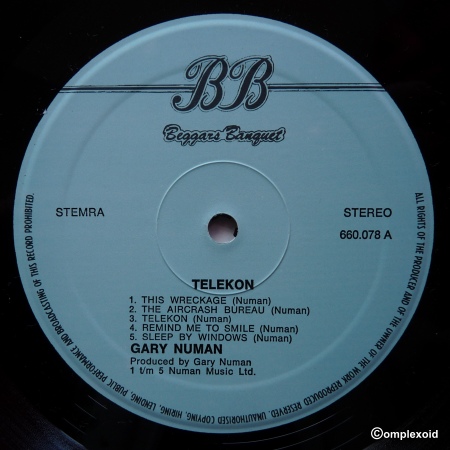 BB
Beggars Banquet
STEMRA
STEREO
660.078 A
TELEKON
1. THIS WRECKAGE (Numan)
2. THE AIRCRASH BUREAU (Numan)
3. TELEKON (Numan)
4. REMIND ME TO SMILE (Numan)
5. SLEEP BY WINDOWS (Numan)
GARY NUMAN
Produced by Gary Numan
1 t/m 5 Numan Music Ltd.
ALL RIGHTS OF THE PRODUCER AND OF THE OWNER OF THE WORK REPRODUCED RESERVED. UNAUTHORISED COPYING, HIRING, LENDING, PUBLIC PERFORMANCE AND BROADCASTING OF THIS RECORD PROHIBITED.
©omplexoid